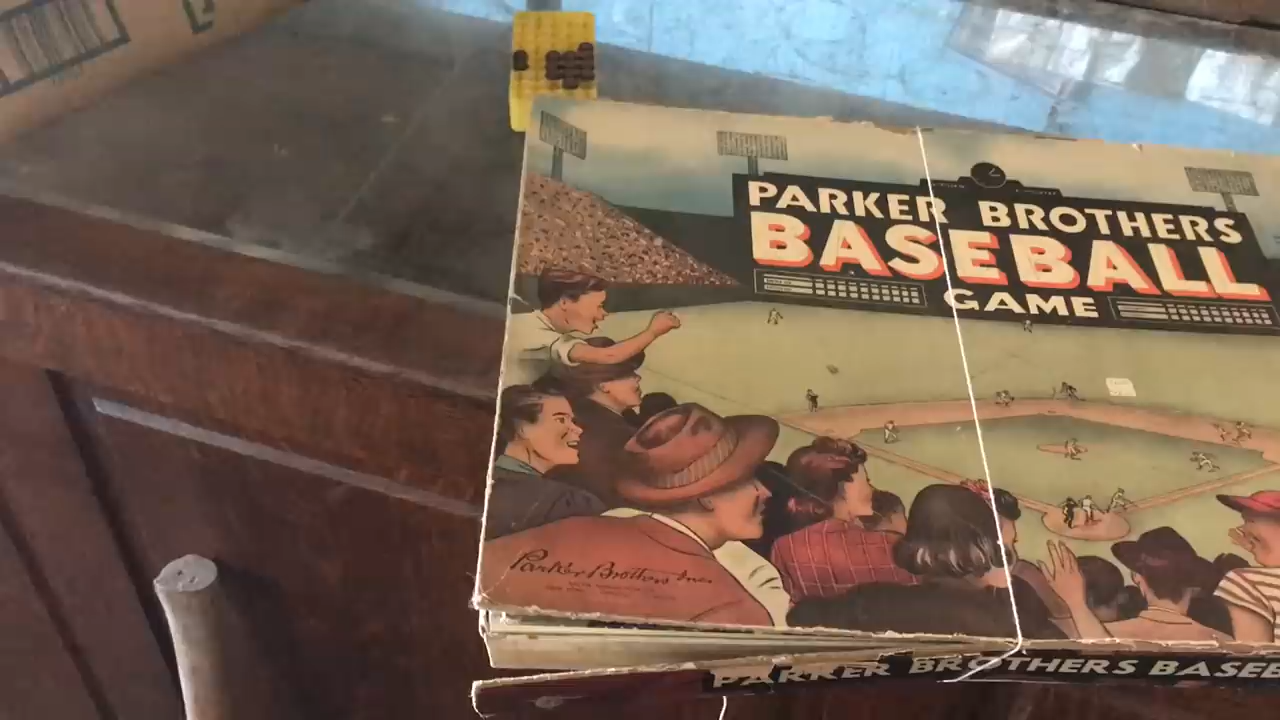 PARKER BROTHERS
BASEBALL
GAME
Parker Brothers Inc.
PARKER BROTHERS BASEB